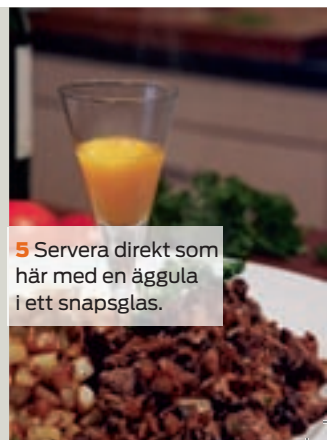 5 Servera direkt som
här med en äggula
i ett snapsglas.